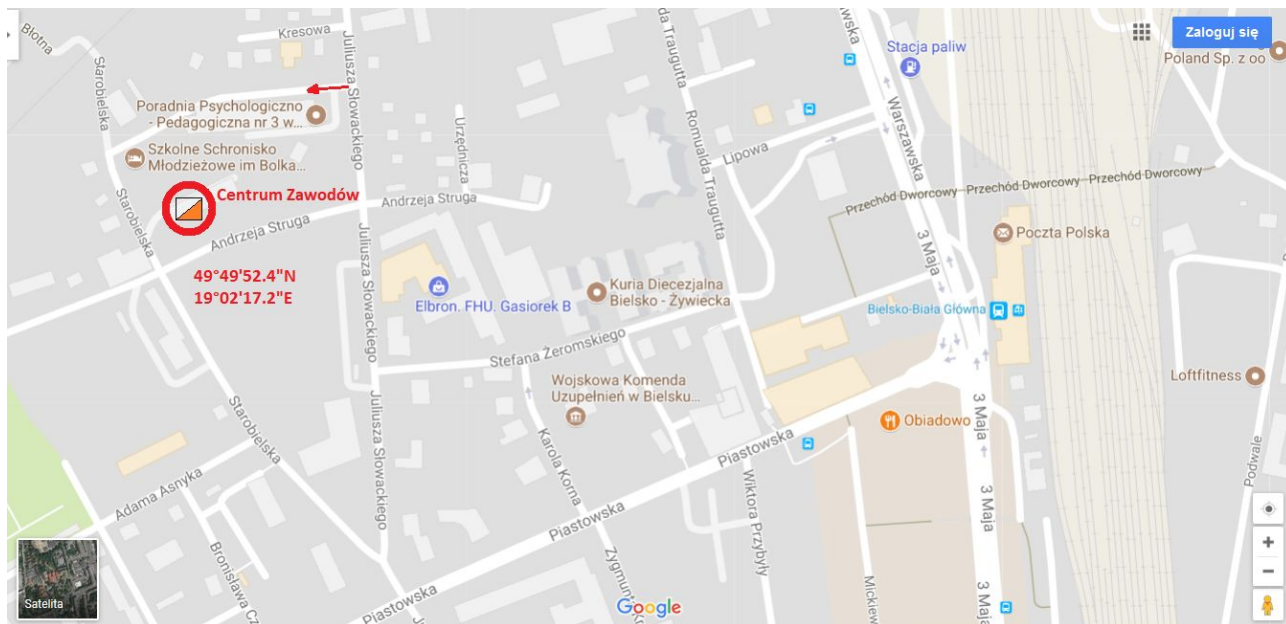 Błotna
Kresowa
Starobielska
Juliusza Słowackiego
Poradnia Psychologiczno
- Pedagogiczna nr 3 w...
Szkolne Schronisko
Młodzieżowe im Bolka...
Centrum Zawodów
49°49'52.4"N
19°02'17.2"E
Starobielska
Andrzeja Struga
Andrzeja Struga
Urzędnicza
Juliusza Słowackiego
Elbron. FHU. Gasiorek B
Kuria Diecezjalna
Bielsko - Żywiecka
Stefana Żeromskiego
Wojskowa Komenda
Uzupełnień w Bielsku...
Romualda Traugutta
Lipowa
Stacja paliw
Warszawska
Zaloguj się
Poland Sp. z oo
Przechód Dworcowy
Przechód Dworcowy
Przechód Dworcowy
3 Maja
Poczta Polska
Bielsko-Biała Główna
Loftfitness
Obiadowo
3 Maja
3 Maja
Podwale
Piastowska
Wiktora Przybyły
Karola Korna
Juliusza Słowackiego
Starobielska
Adama Asnyka
Piastowska
Piastowska
Satelita
Google